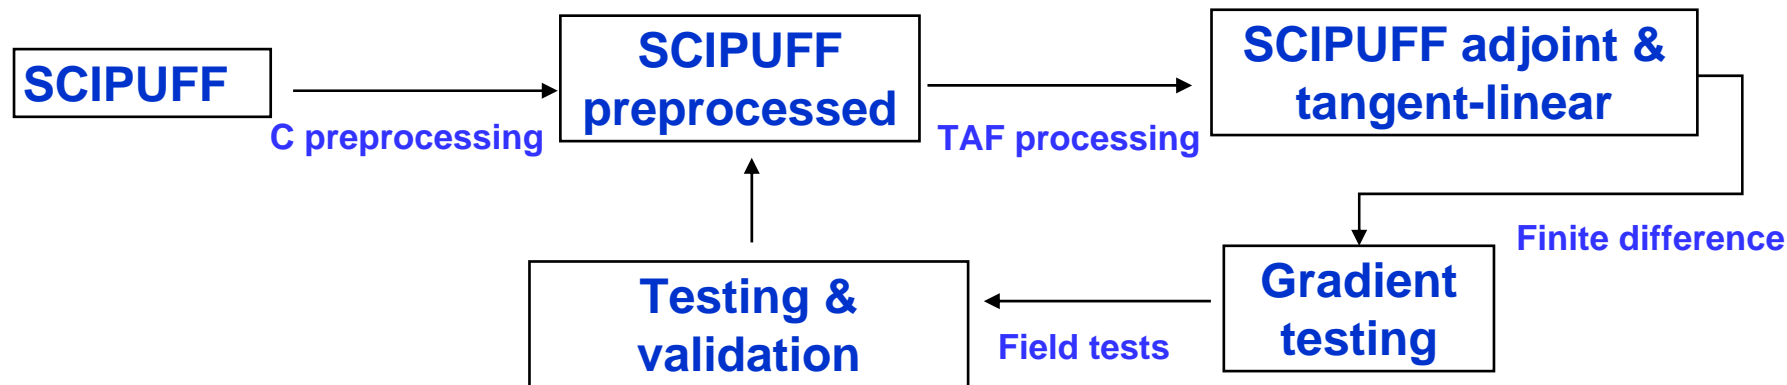 SCIPUFF
C preprocessing
SCIPUFF
preprocessed
TAF processing
SCIPUFF adjoint &
tangent-linear
Finite difference
Gradient
testing
Field tests
Testing &
validation